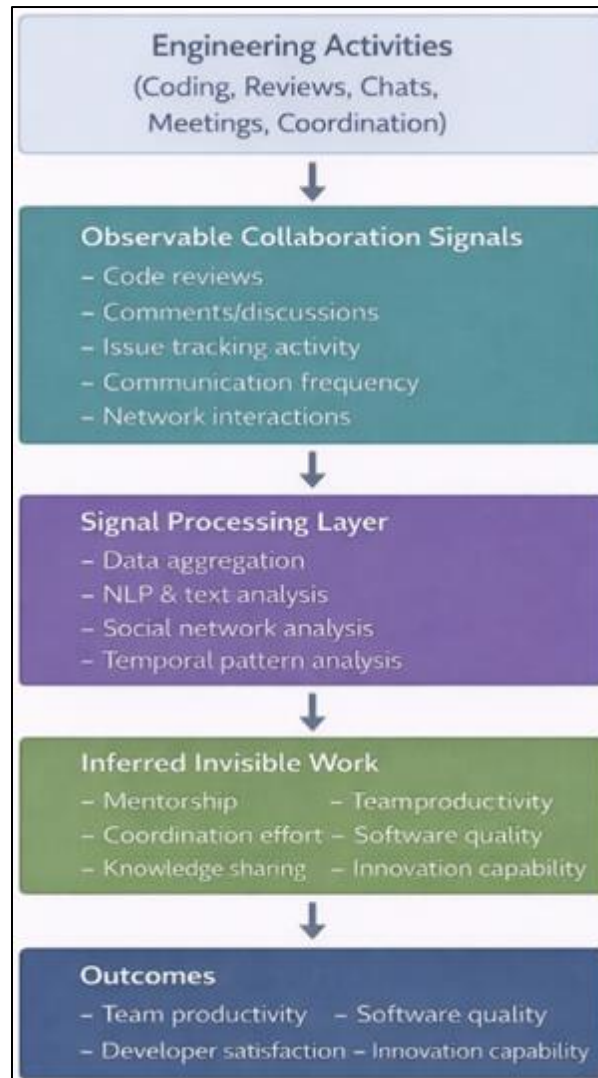 Engineering Activities
(Coding, Reviews, Chats,
Meetings, Coordination)
Observable Collaboration Signals
– Code reviews
– Comments/discussions
– Issue tracking activity
– Communication frequency
– Network interactions
Signal Processing Layer
– Data aggregation
– NLP & text analysis
– Social network analysis
– Temporal pattern analysis
Inferred Invisible Work
– Mentorship – Teamproductivity
– Coordination effort – Software quality
– Knowledge sharing – Innovation capability
Outcomes
– Team productivity – Software quality
– Developer satisfaction – Innovation capability